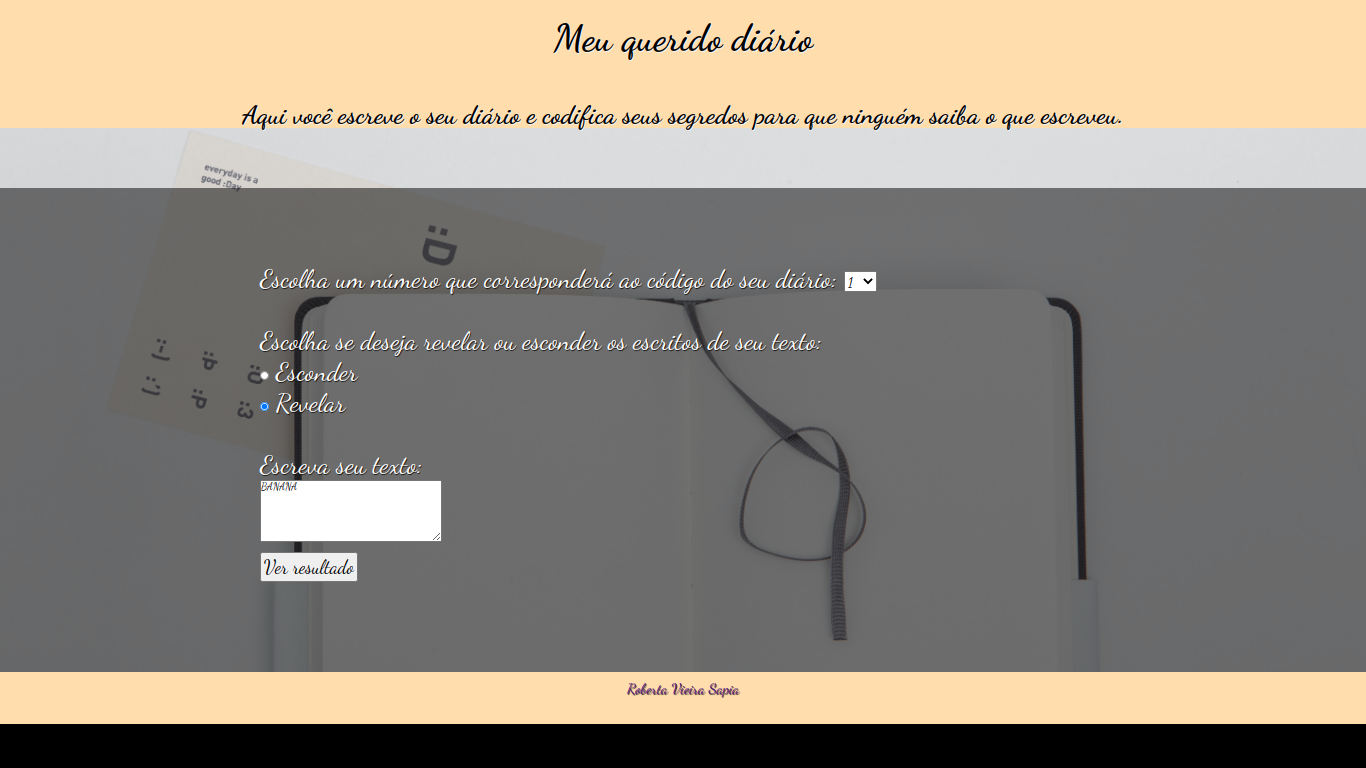 Meu querido diário
Aqui você escreve o seu diário e codifica seus segredos para que ninguém saiba o que escreveu.
everyday is a
good :Day
:D
Escolha um número que corresponderá ao código do seu diário: 1
Escolha se deseja revelar ou esconder os escritos de seu texto:
Esconder
Revelar
Escreva seu texto:
BANANA
Ver resultado
Roberta Vieira Sapia